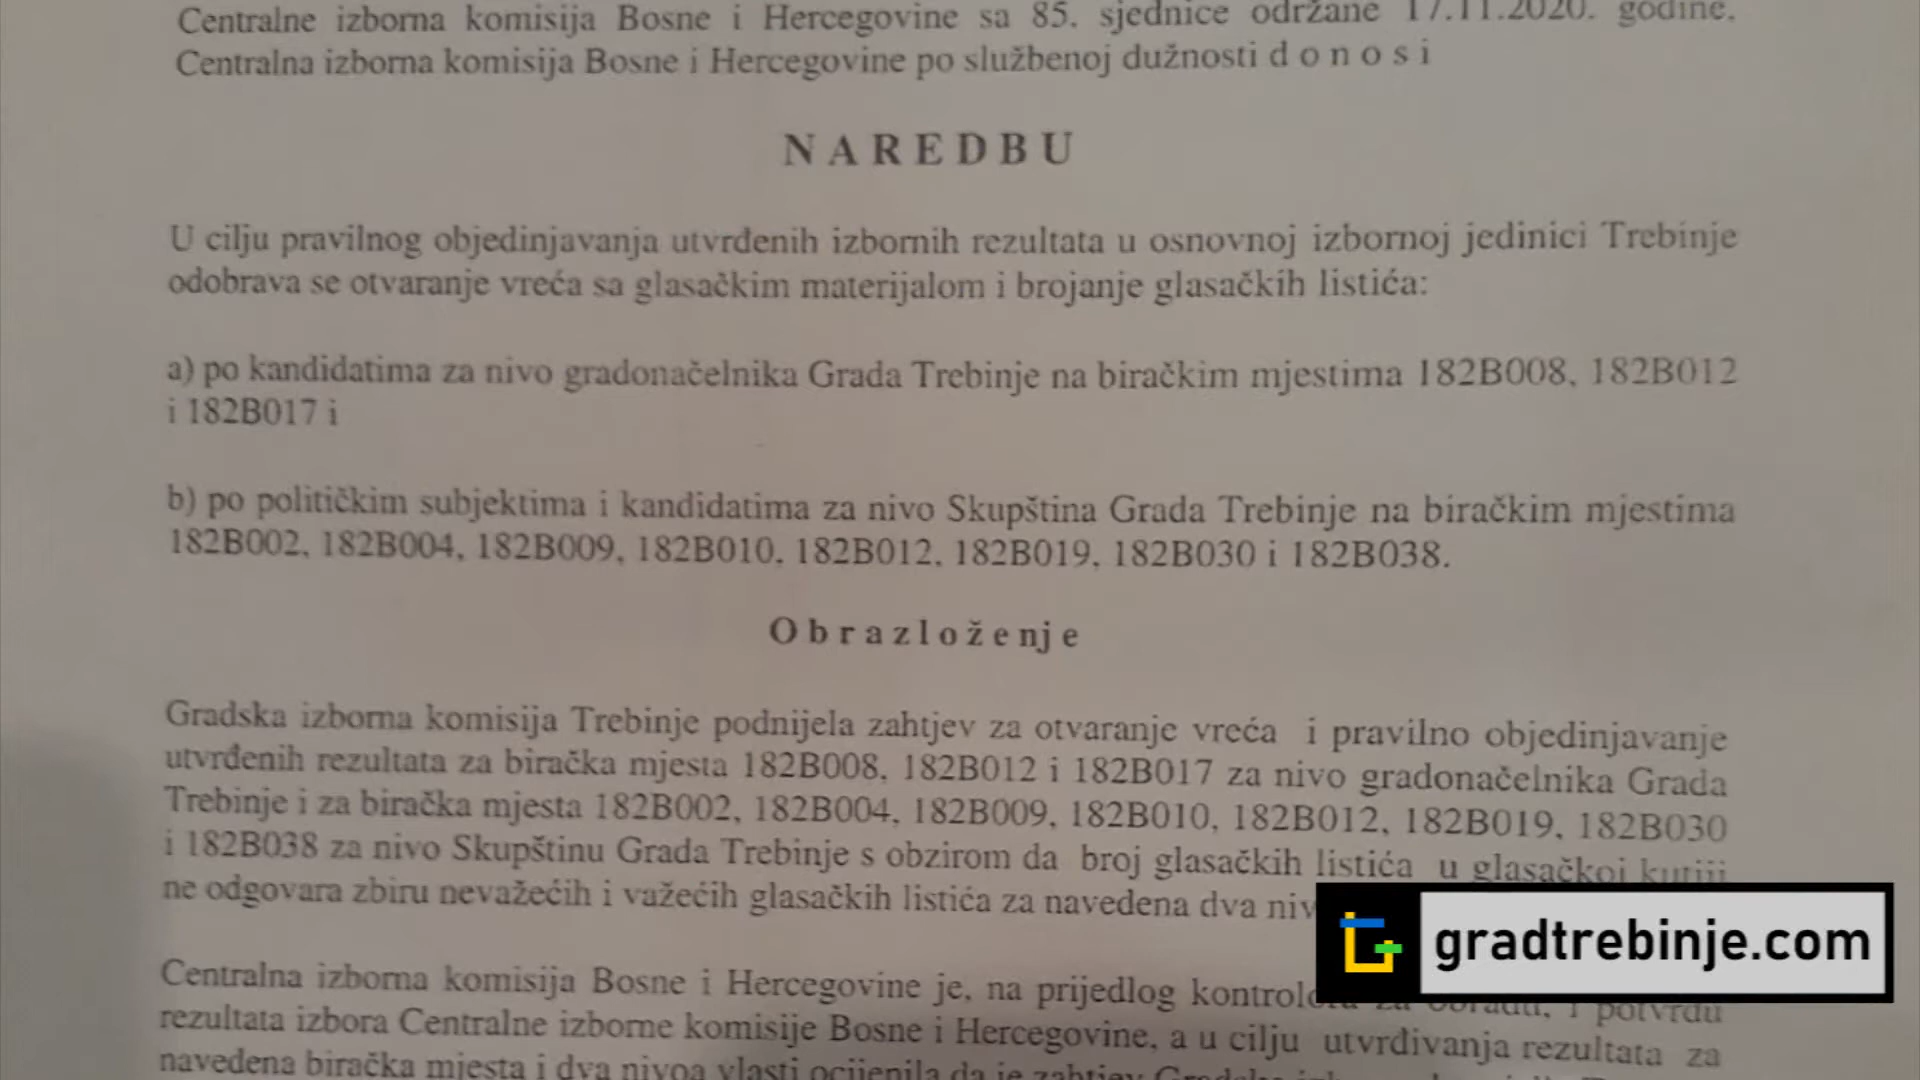 Centralne izborna komisija Bosne i Hercegovine sa 85. sjednice održane 17.11.2020. godine,
Centralna izborna komisija Bosne i Hercegovine po službenoj dužnosti d o n o s i
N A R E D B U
U cilju pravilnog objedinjavanja utvrđenih izbornih rezultata u osnovnoj izbornoj jedinici Trebinje
odobrava se otvaranje vreća sa glasačkim materijalom i brojanje glasačkih listića:
a) po kandidatima za nivo gradonačelnika Grada Trebinje na biračkim mjestima 182B008, 182B012
i 182B017 i
b) po političkim subjektima i kandidatima za nivo Skupština Grada Trebinje na biračkim mjestima
182B002, 182B004, 182B009, 182B010, 182B012, 182B019, 182B030 i 182B038.
O b r a z l o ž e nj e
Gradska izborna komisija Trebinje podnijela zahtjev za otvaranje vreća i pravilno objedinjavanje
utvrđenih rezultata za biračka mjesta 182B008, 182B012 i 182B017 za nivo gradonačelnika Grada
Trebinje i za biračka mjesta 182B002, 182B004, 182B009, 182B010, 182B012, 182B019, 182B030
i 182B038 za nivo Skupštinu Grada Trebinje s obzirom da broj glasačkih listića u glasačkoj kutiji
ne odgovara zbiru nevažećih i važećih glasačkih listića za navedena dva
gradtrebinje.com
Centralna izborna komisija Bosne i Hercegovine je, na prijedlog za obradu, i potvrdu
rezultata izbora Centralne izborne komisije Bosne i Hercegovine, a u cilju utvrđivanja rezultata za
navedena biračka mjesta i dva nivoa vlasti ocijenila da je zahtjev